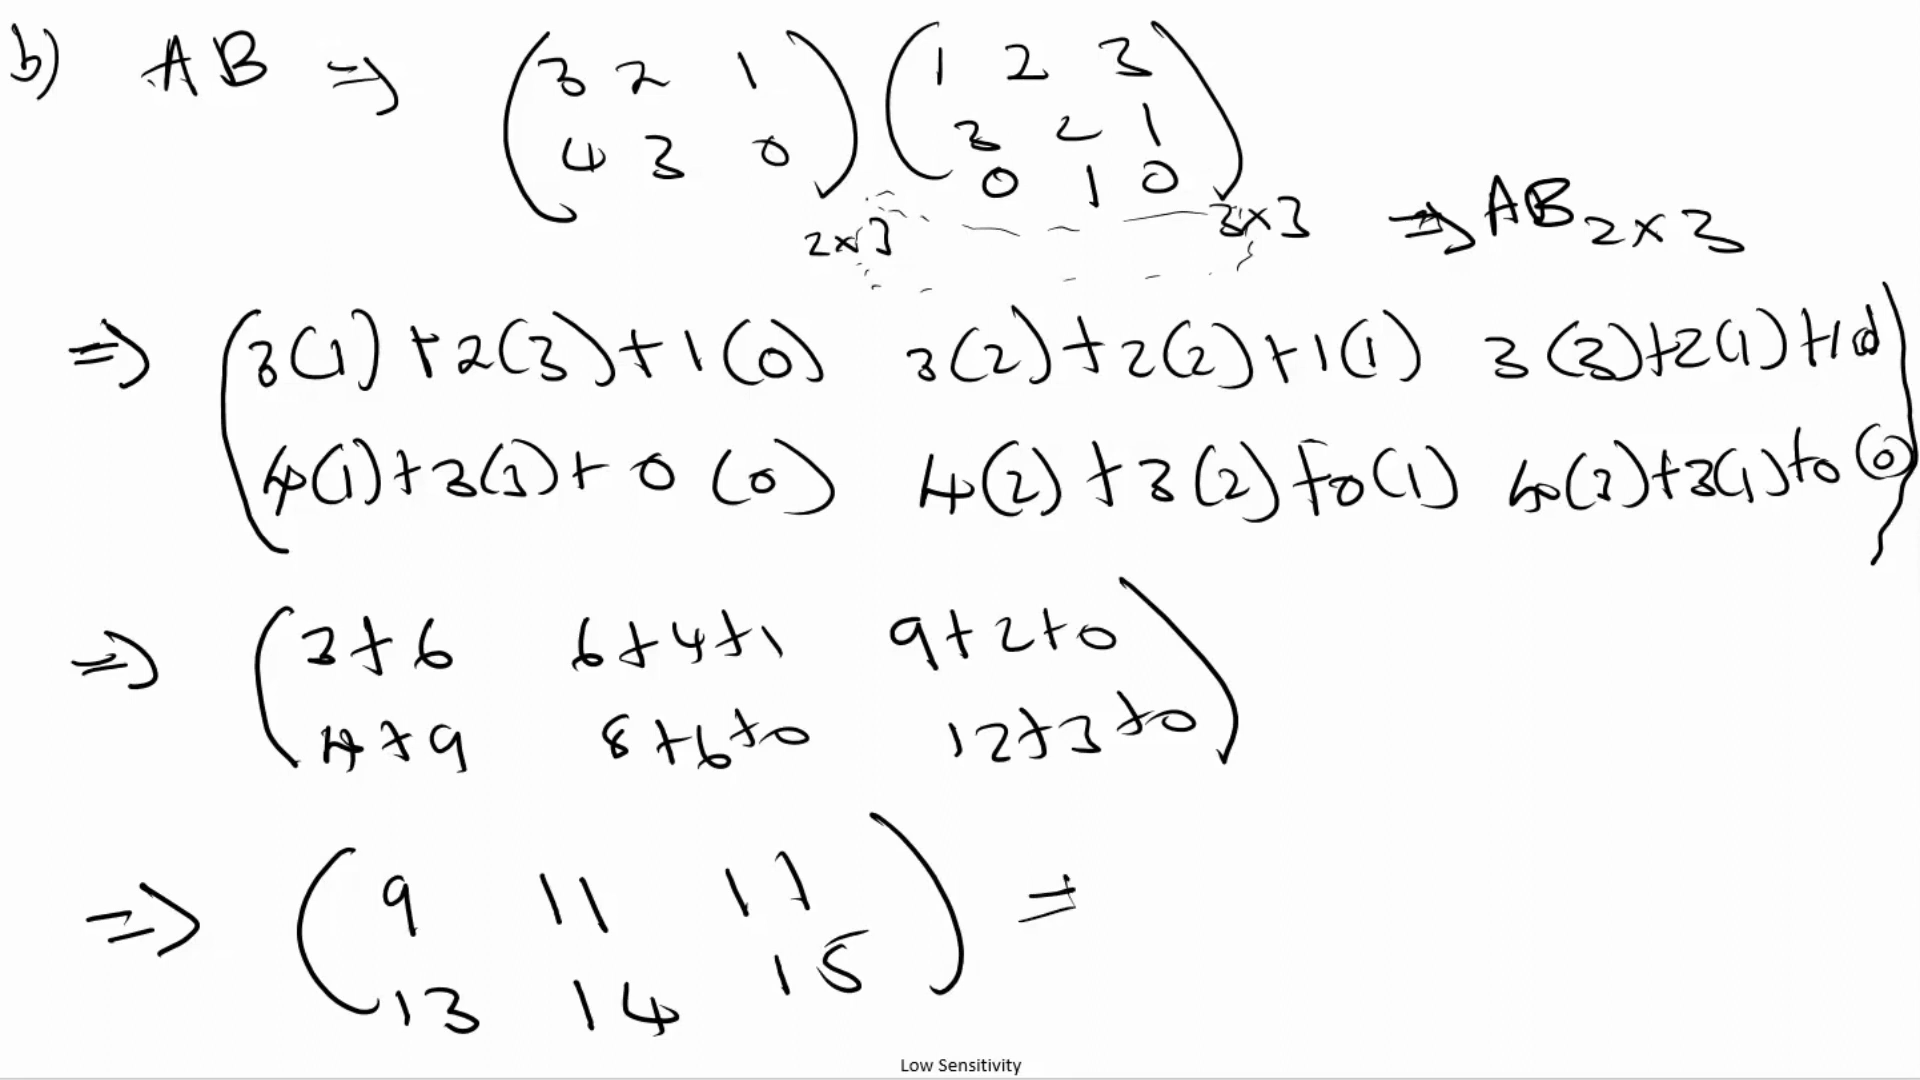 b) AB ⇒ (3 2 1 (1 2 3
4 3 0) 3 2 1
0 1 0)
2×3 3×3 ⇒ AB 2×3
⇒ (3(1)+2(3)+1(0) 3(2)+2(2)+1(1) 3(3)+2(1)+1(0)
4(1)+3(3)+0(0) 4(2)+3(2)+0(1) 4(3)+3(1)+0(0))
⇒ (3+6 6+4+1 9+2+0
4+9 8+6+0 12+3+0)
⇒ (9 11 11 =
13 14 15)
Low Sensitivity